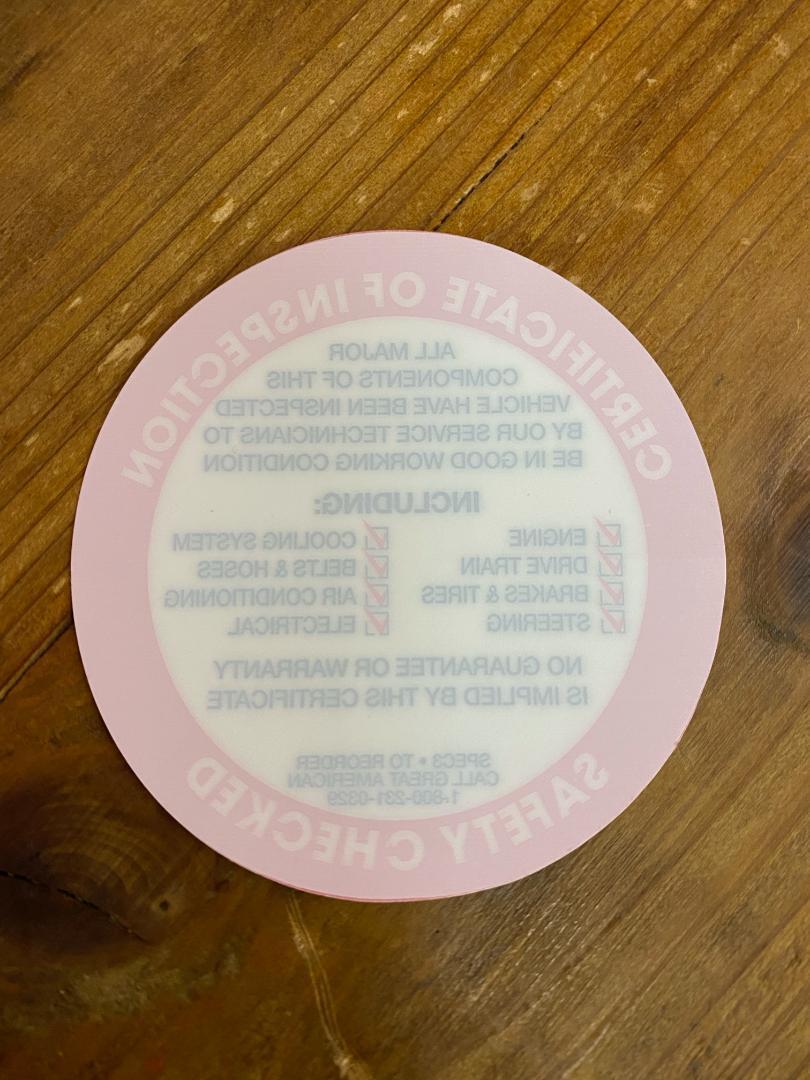 CERTIFICATE OF INSPECTION
ALL MAJOR
COMPONENTS OF THIS
VEHICLE HAVE BEEN INSPECTED
BY OUR SERVICE TECHNICIANS TO
BE IN GOOD WORKING CONDITION
INCLUDING:
ENGINE COOLING SYSTEM
DRIVE TRAIN BELTS & HOSES
BRAKES & TIRES AIR CONDITIONING
STEERING ELECTRICAL
NO GUARANTEE OR WARRANTY
IS IMPLIED BY THIS CERTIFICATE
SPEC3 • TO REORDER
CALL GREAT AMERICAN
1-800-231-0329
SAFETY CHECKED